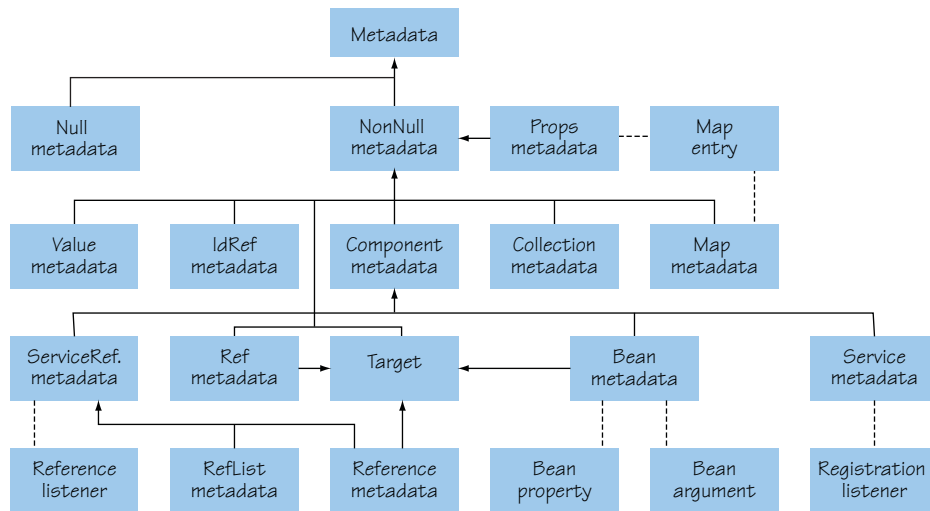 Metadata
Null
metadata
NonNull
metadata
Props
metadata
Map
entry
Value
metadata
IdRef
metadata
Component
metadata
Collection
metadata
Map
metadata
ServiceRef.
metadata
Ref
metadata
Target
Bean
metadata
Service
metadata
Reference
listener
RefList
metadata
Reference
metadata
Bean
property
Bean
argument
Registration
listener